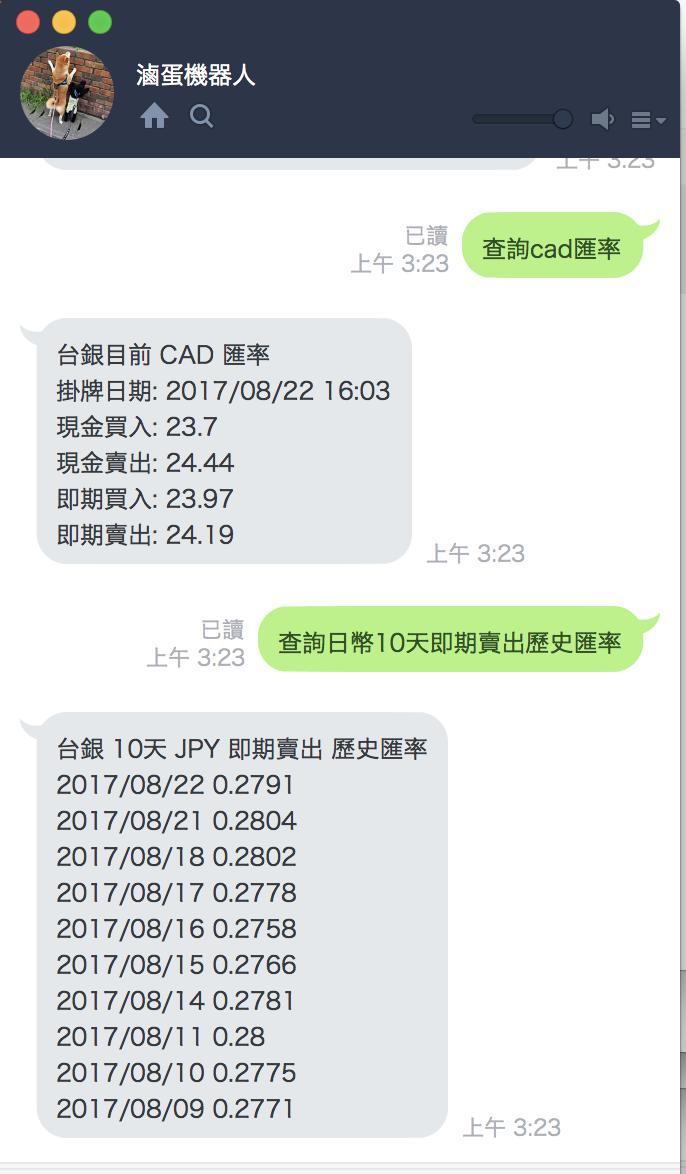 滷蛋機器人
上午 3:23
已讀
上午 3:23
查詢cad匯率
台銀目前 CAD 匯率
掛牌日期: 2017/08/22 16:03
現金買入: 23.7
現金賣出: 24.44
即期買入: 23.97
即期賣出: 24.19
上午 3:23
已讀
上午 3:23
查詢日幣10天即期賣出歷史匯率
台銀 10天 JPY 即期賣出 歷史匯率
2017/08/22 0.2791
2017/08/21 0.2804
2017/08/18 0.2802
2017/08/17 0.2778
2017/08/16 0.2758
2017/08/15 0.2766
2017/08/14 0.2781
2017/08/11 0.28
2017/08/10 0.2775
2017/08/09 0.2771
上午 3:23